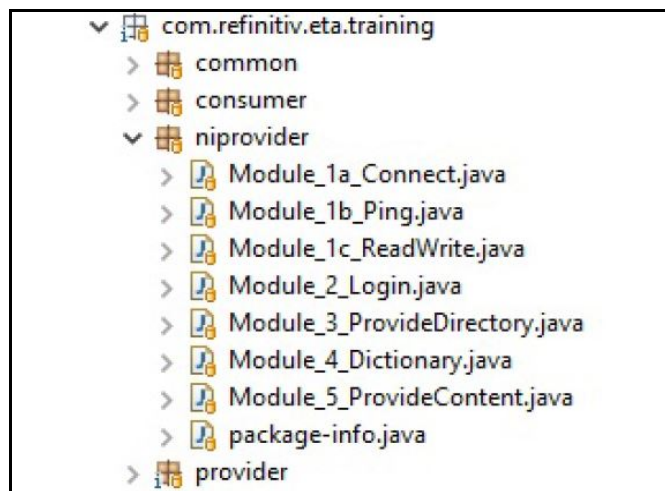 com.refinitiv.eta.training
common
consumer
niprovider
Module_1a_Connect.java
Module_1b_Ping.java
Module_1c_ReadWrite.java
Module_2_Login.java
Module_3_ProvideDirectory.java
Module_4_Dictionary.java
Module_5_ProvideContent.java
package-info.java
provider